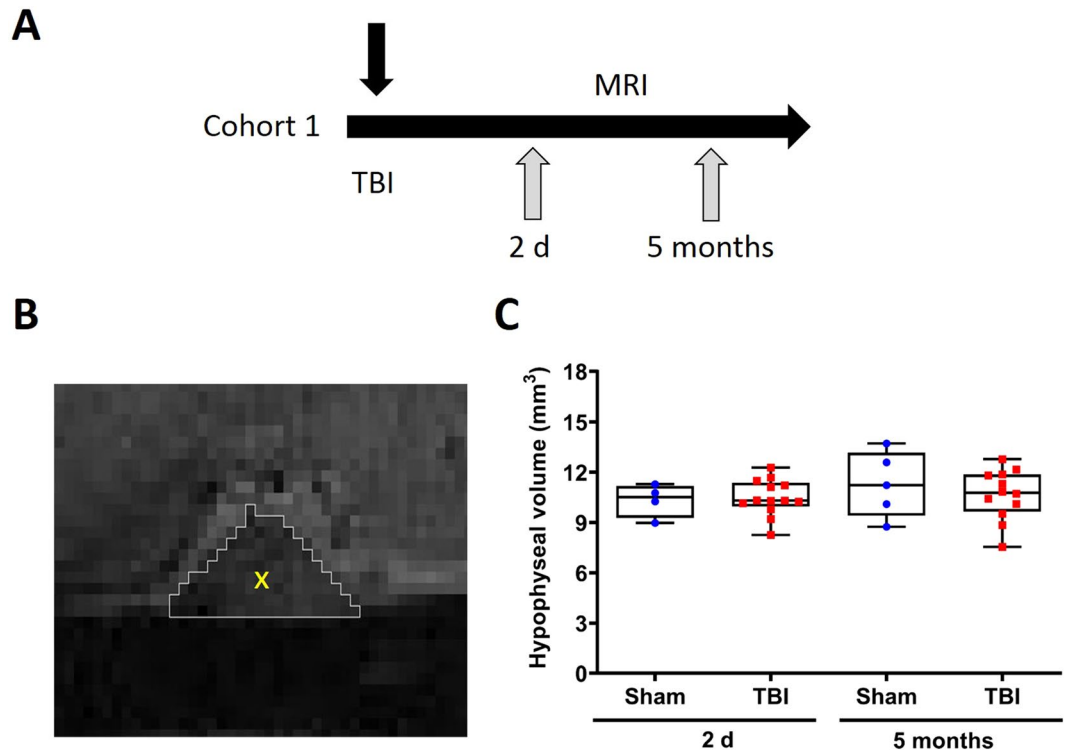 A
MRI
Cohort 1
TBI
2 d
5 months
B
X
C
Hypophyseal volume (mm³)
18
15
12
9
6
3
0
Sham TBI Sham TBI
2 d 5 months